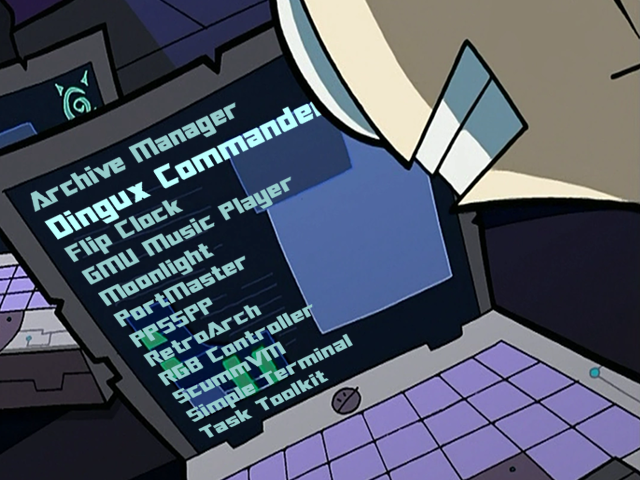 Archive Manager
Dingux Commander
Flip Clock
GMU Music Player
Moonlight
PortMaster
PPSSPP
RetroArch
RGB Controller
ScummVM
Simple Terminal
Task Toolkit